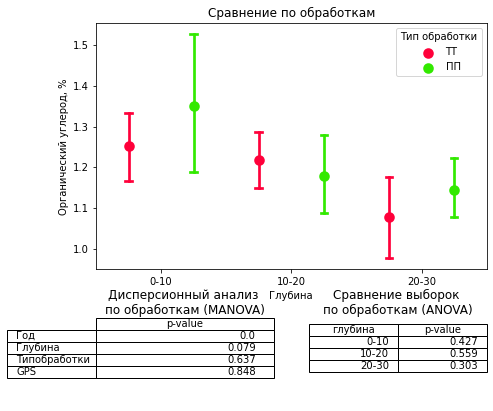 Сравнение по обработкам
Тип обработки
ТТ
ПП
Органический углерод, %
1.5
1.4
1.3
1.2
1.1
1.0
0-10
10-20
20-30
Глубина
Дисперсионный анализ
по обработкам (MANOVA)
p-value
Год 0.0
Глубина 0.079
Типобработки 0.637
GPS 0.848
Сравнение выборок
по обработкам (ANOVA)
глубина p-value
0-10 0.427
10-20 0.559
20-30 0.303